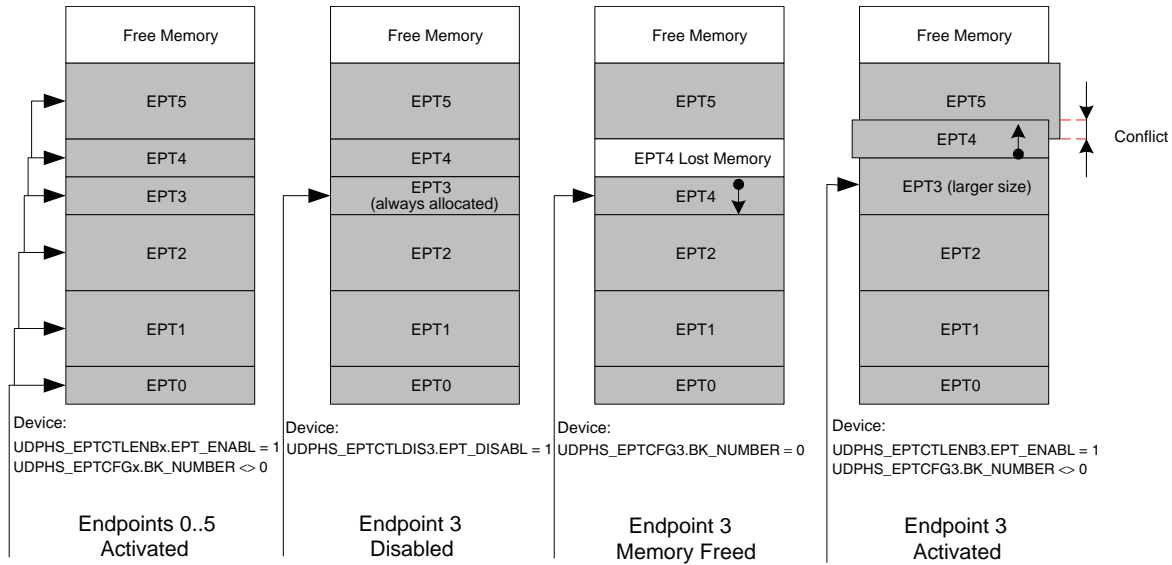 Free Memory
EPT5
EPT4
EPT3
EPT2
EPT1
EPT0
Device:
UDPHS_EPTCTLENBx.EPT_ENABL = 1
UDPHS_EPTCFGx.BK_NUMBER <> 0
Endpoints 0..5
Activated
Free Memory
EPT5
EPT4
EPT3
(always allocated)
EPT2
EPT1
EPT0
Device:
UDPHS_EPTCTLDIS3.EPT_DISABL = 1
Endpoint 3
Disabled
Free Memory
EPT5
EPT4 Lost Memory
EPT4
EPT2
EPT1
EPT0
Device:
UDPHS_EPTCFG3.BK_NUMBER = 0
Endpoint 3
Memory Freed
Free Memory
EPT5
EPT4
Conflict
EPT3 (larger size)
EPT2
EPT1
EPT0
Device:
UDPHS_EPTCTLENB3.EPT_ENABL = 1
UDPHS_EPTCFG3.BK_NUMBER <> 0
Endpoint 3
Activated